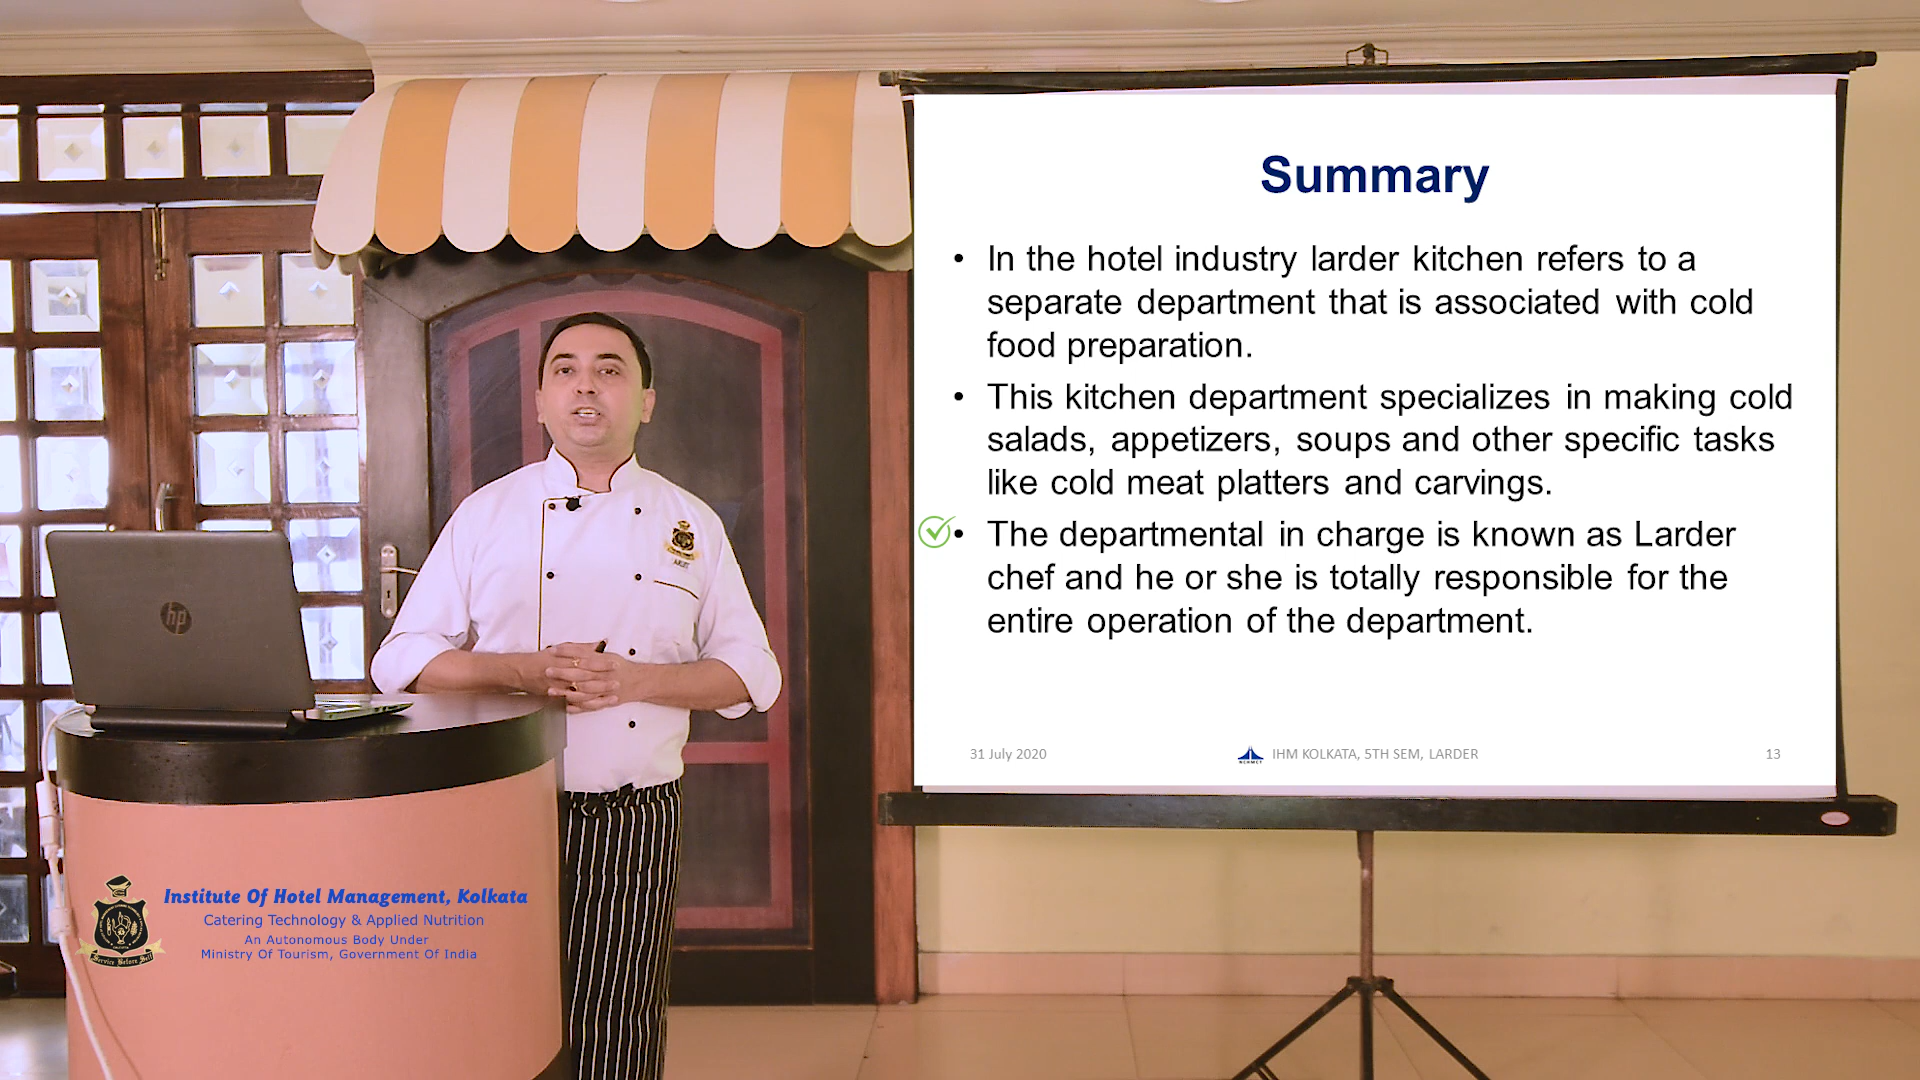 Summary
• In the hotel industry larder kitchen refers to a
separate department that is associated with cold
food preparation.
• This kitchen department specializes in making cold
salads, appetizers, soups and other specific tasks
like cold meat platters and carvings.
• The departmental in charge is known as Larder
chef and he or she is totally responsible for the
entire operation of the department.
31 July 2020
IHM KOLKATA, 5TH SEM, LARDER
13
hp
Institute Of Hotel Management, Kolkata
Catering Technology & Applied Nutrition
An Autonomous Body Under
Ministry Of Tourism, Government Of India
Service Before Self